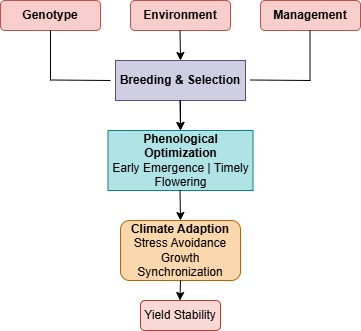 Genotype
Environment
Management
Breeding & Selection
Phenological
Optimization
Early Emergence | Timely
Flowering
Climate Adaption
Stress Avoidance
Growth
Synchronization
Yield Stability